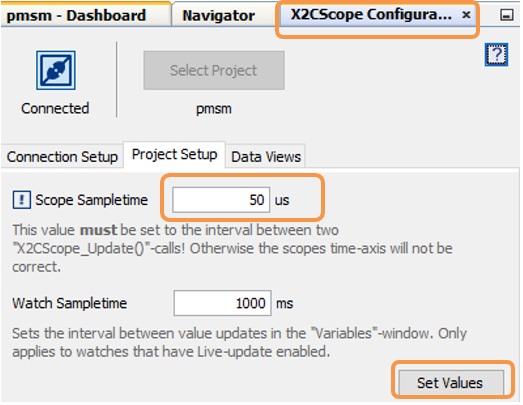 pmsm - Dashboard Navigator X2CScope Configura... ×
?
Select Project
Connected pmsm
Connection Setup Project Setup Data Views
! Scope Sampletime 50 us
This value must be set to the interval between two
"X2CScope_Update()"-calls! Otherwise the scopes time-axis will not be
correct.
Watch Sampletime 1000 ms
Sets the interval between value updates in the "Variables"-window. Only
applies to watches that have Live-update enabled.
Set Values